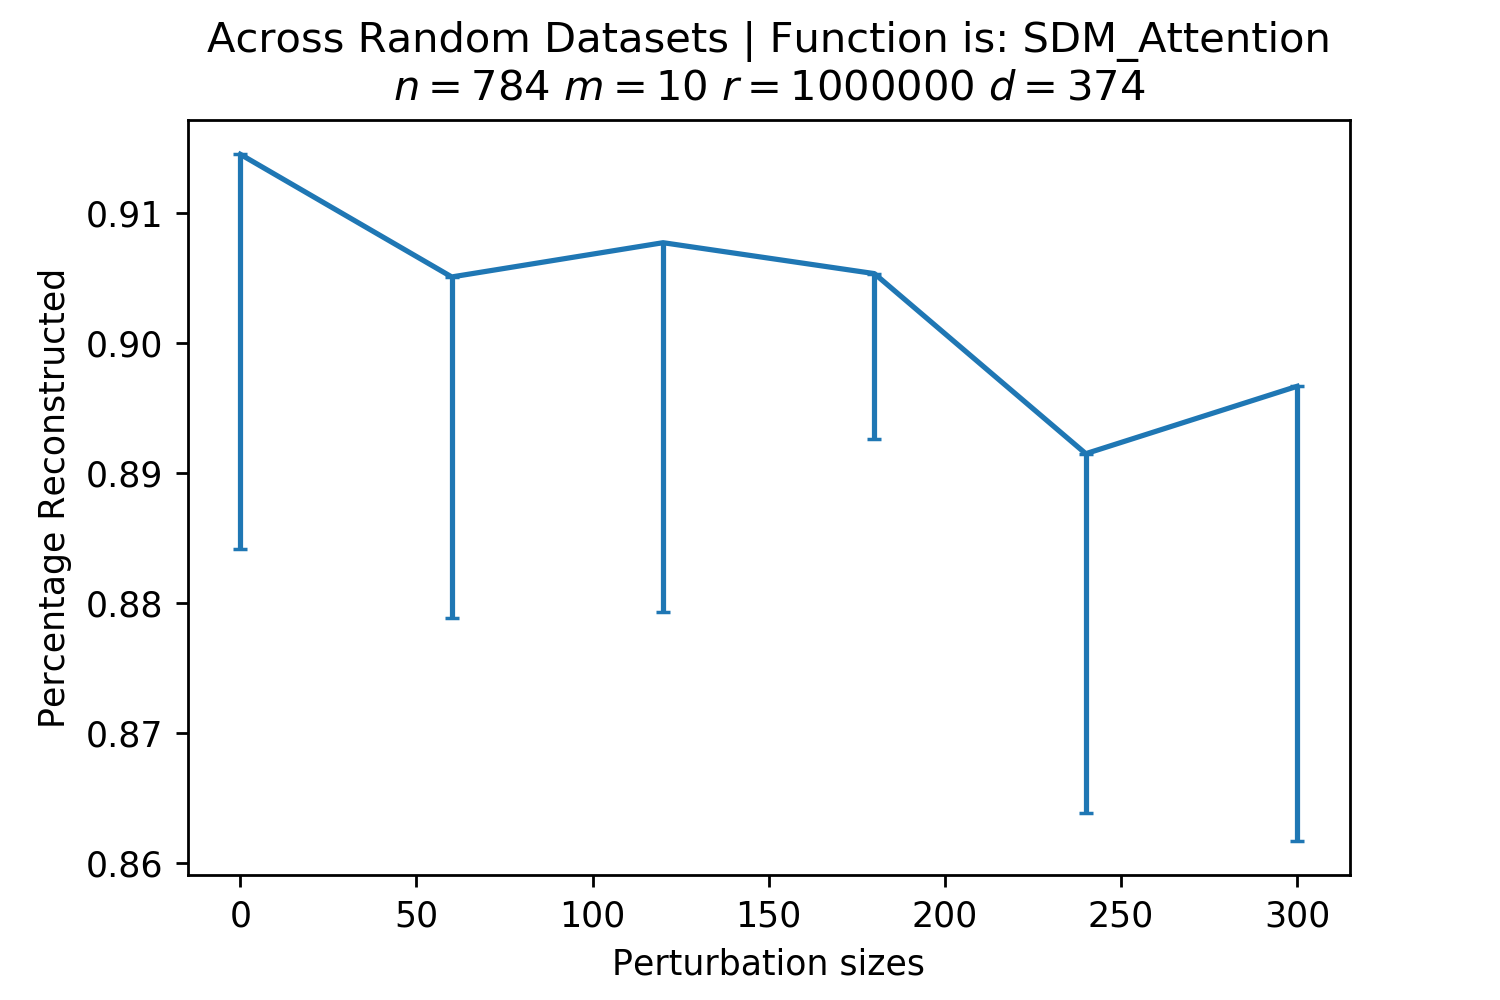 Across Random Datasets | Function is: SDM_Attention
n = 784 m = 10 r = 1000000 d = 374
Percentage Reconstructed
0.91
0.90
0.89
0.88
0.87
0.86
0 50 100 150 200 250 300
Perturbation sizes